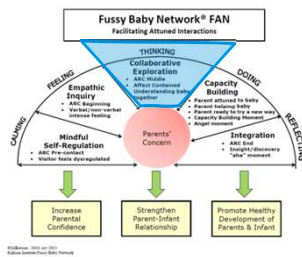 Fussy Baby Network® FAN
Facilitating Attuned Interactions
CALMING
FEELING
THINKING
DOING
REFLECTING
Collaborative
Exploration
• ARC Middle
• Affect Contained
• Understanding baby
together
Empathic
Inquiry
• ARC Beginning
• Verbal/non-verbal
intense feeling
Capacity
Building
• Parent attuned to baby
• Parent helping baby
• Parent ready to try a new way
• Capacity Building Moment
• Angel moment
Mindful
Self-Regulation
• ARC Pre-contact
• Visitor feels dysregulated
Parents'
Concern
Integration
• ARC End
• Insight/discovery
"aha" moment
Increase
Parental
Confidence
Strengthen
Parent-Infant
Relationship
Promote Healthy
Development
of Parents & Infant
Erikson Institute Fussy Baby Network